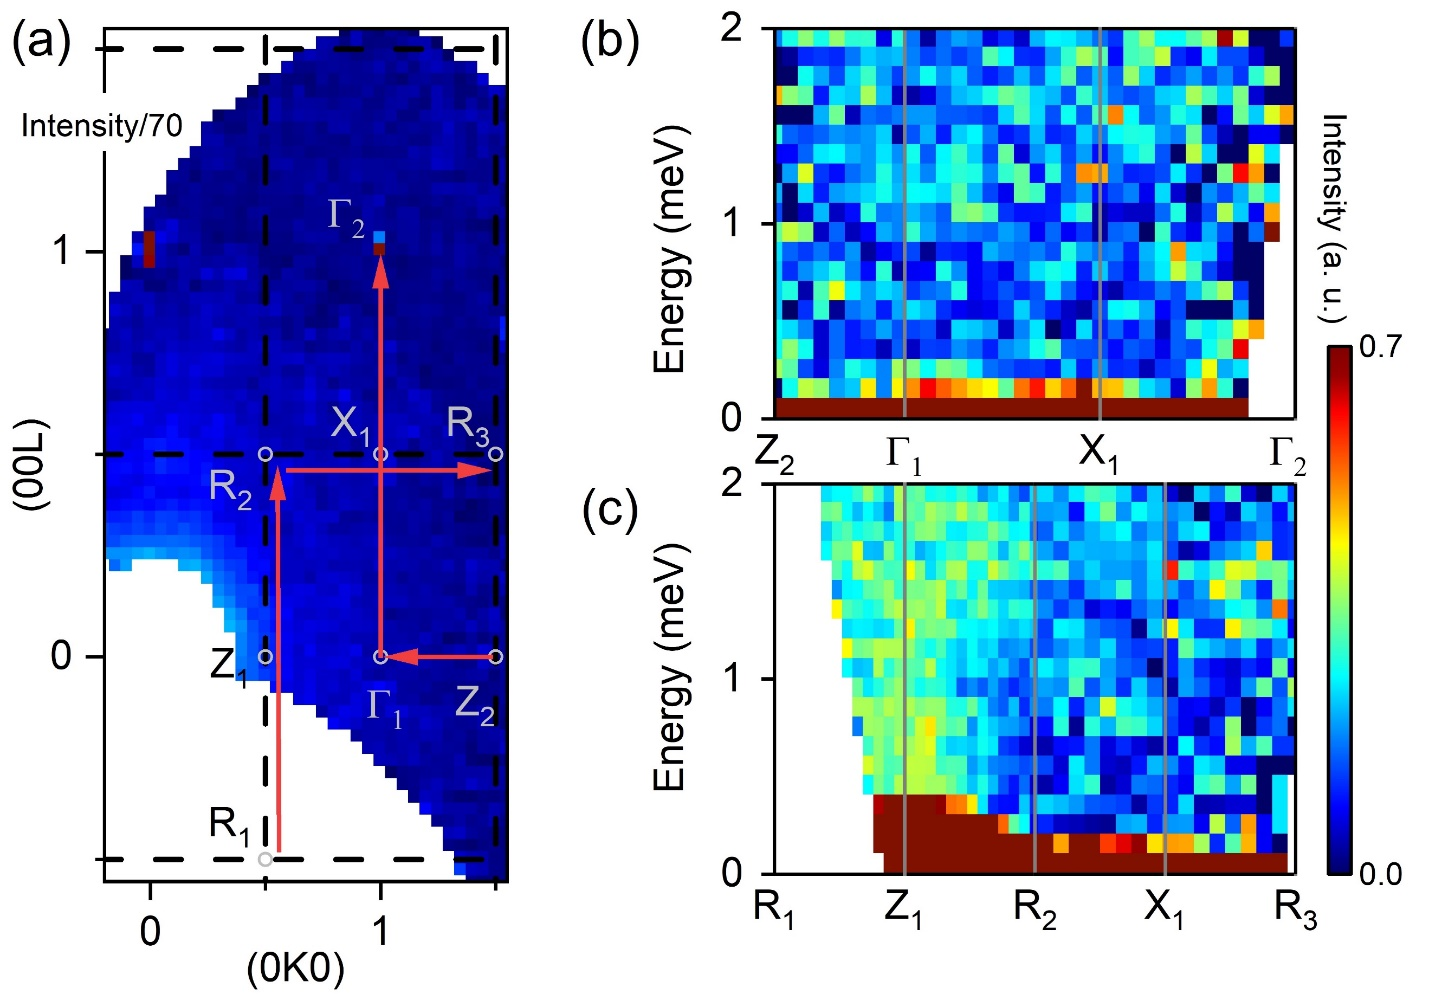 (a)
Intensity/70
Γ2
1
X1
R3
R2
(00L)
0
Z1
Γ1
Z2
R1
0
1
(0K0)
(b)
2
1
0
Energy (meV)
Z2
Γ1
X1
Γ2
(c)
2
1
0
Energy (meV)
R1
Z1
R2
X1
R3
Intensity (a. u.)
0.7
0.0